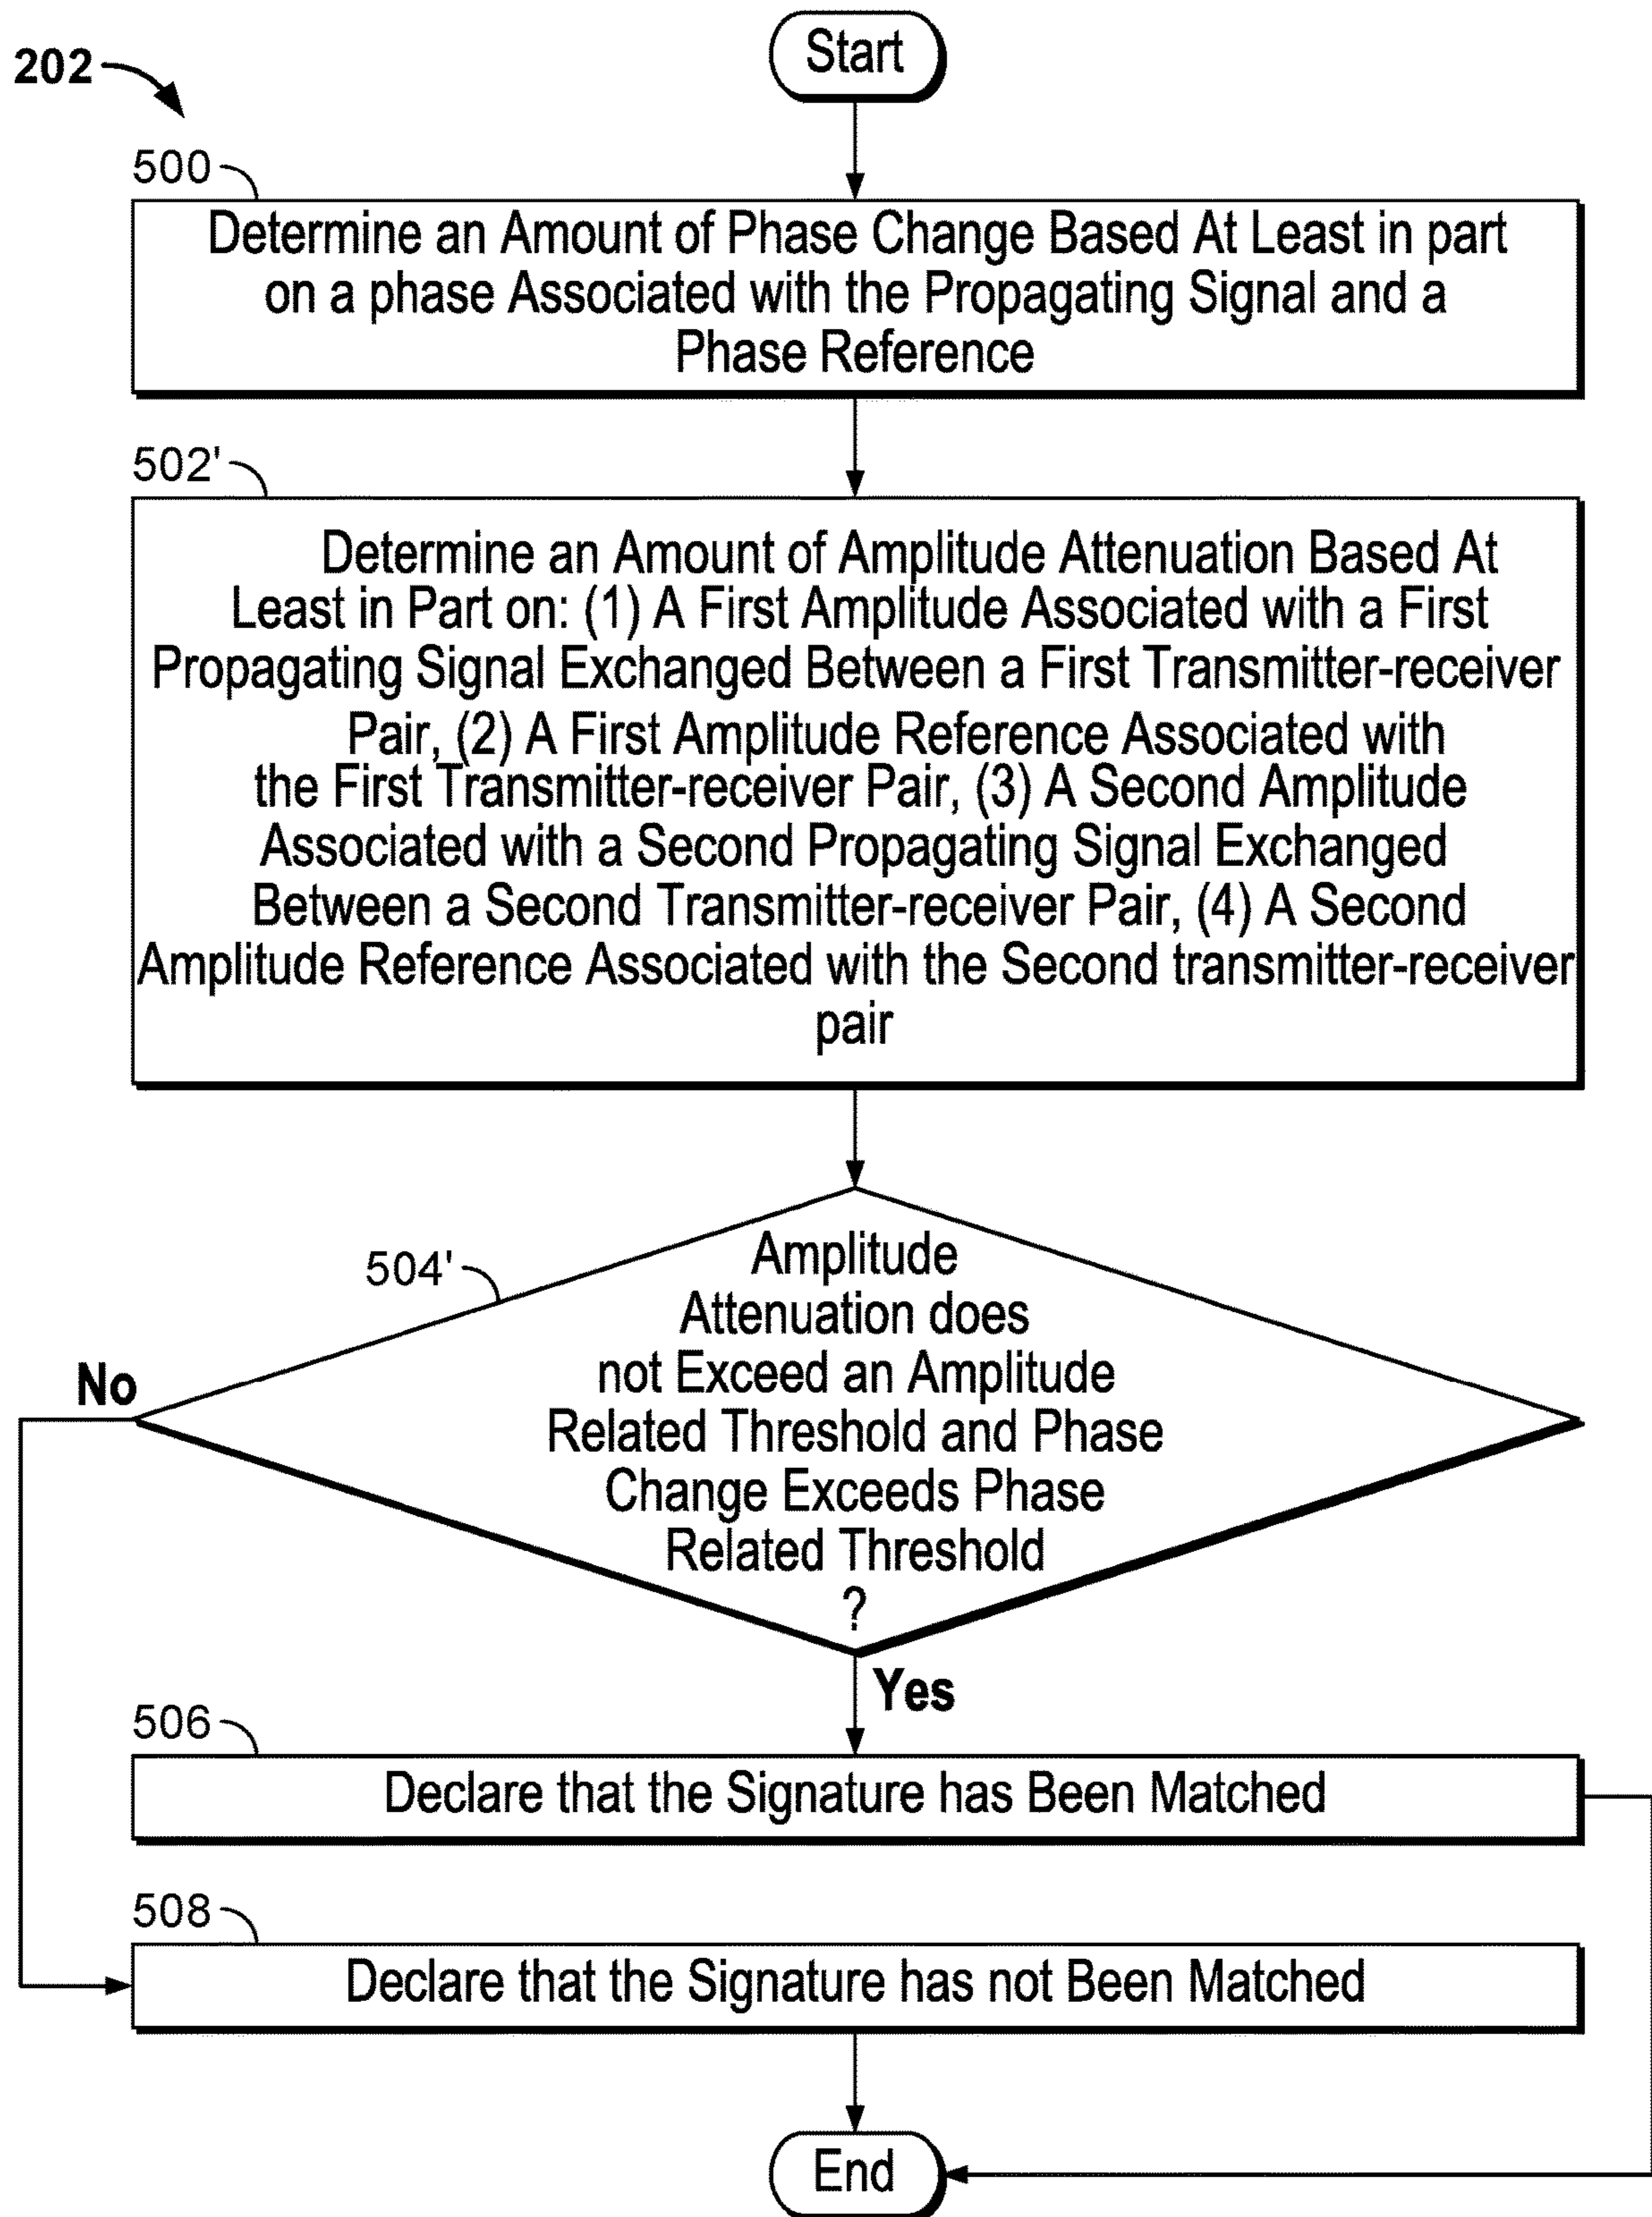 Start
202
500
Determine an Amount of Phase Change Based At Least in part
on a phase Associated with the Propagating Signal and a
Phase Reference
502'
Determine an Amount of Amplitude Attenuation Based At
Least in Part on: (1) A First Amplitude Associated with a First
Propagating Signal Exchanged Between a First Transmitter-receiver
Pair, (2) A First Amplitude Reference Associated with
the First Transmitter-receiver Pair, (3) A Second Amplitude
Associated with a Second Propagating Signal Exchanged
Between a Second Transmitter-receiver Pair, (4) A Second
Amplitude Reference Associated with the Second transmitter-receiver
pair
504'
Amplitude
Attenuation does
not Exceed an Amplitude
Related Threshold and Phase
Change Exceeds Phase
Related Threshold
?
No
Yes
506
Declare that the Signature has Been Matched
508
Declare that the Signature has not Been Matched
End